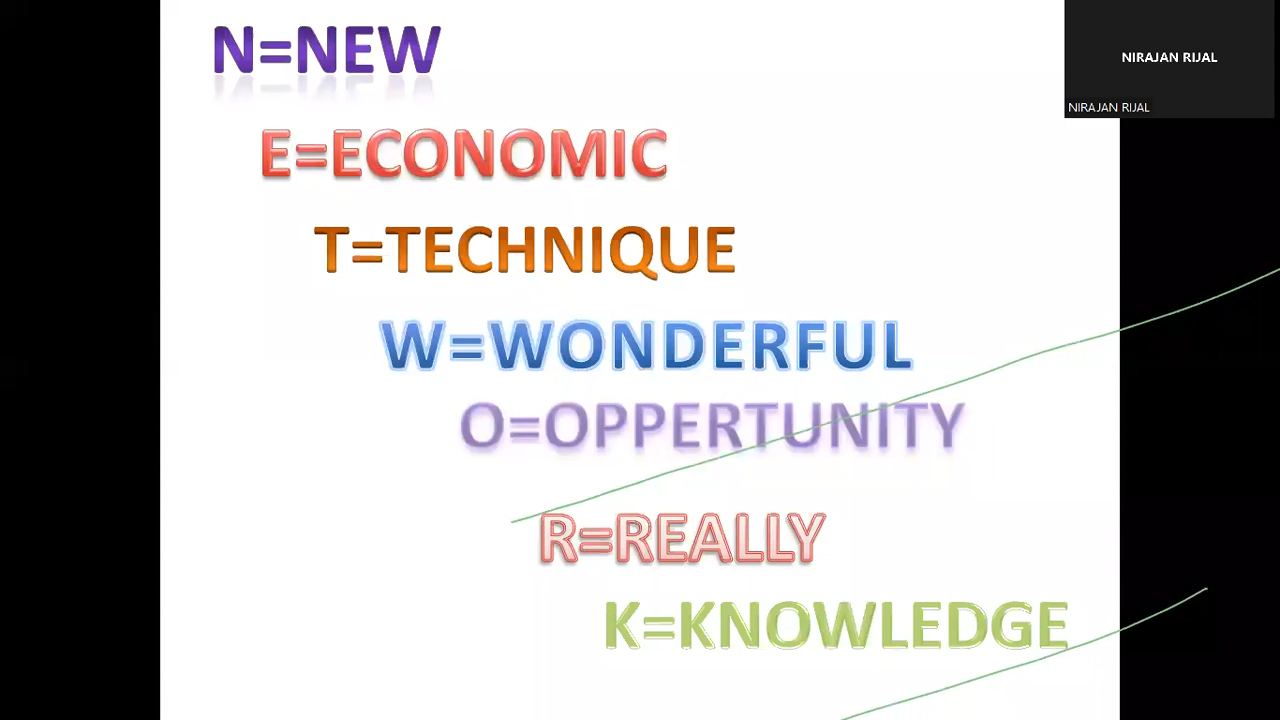 N=NEW
NIRAJAN RIJAL
NIRAJAN RIJAL
E=ECONOMIC
T=TECHNIQUE
W=WONDERFUL
O=OPPERTUNITY
R=REALLY
K=KNOWLEDGE